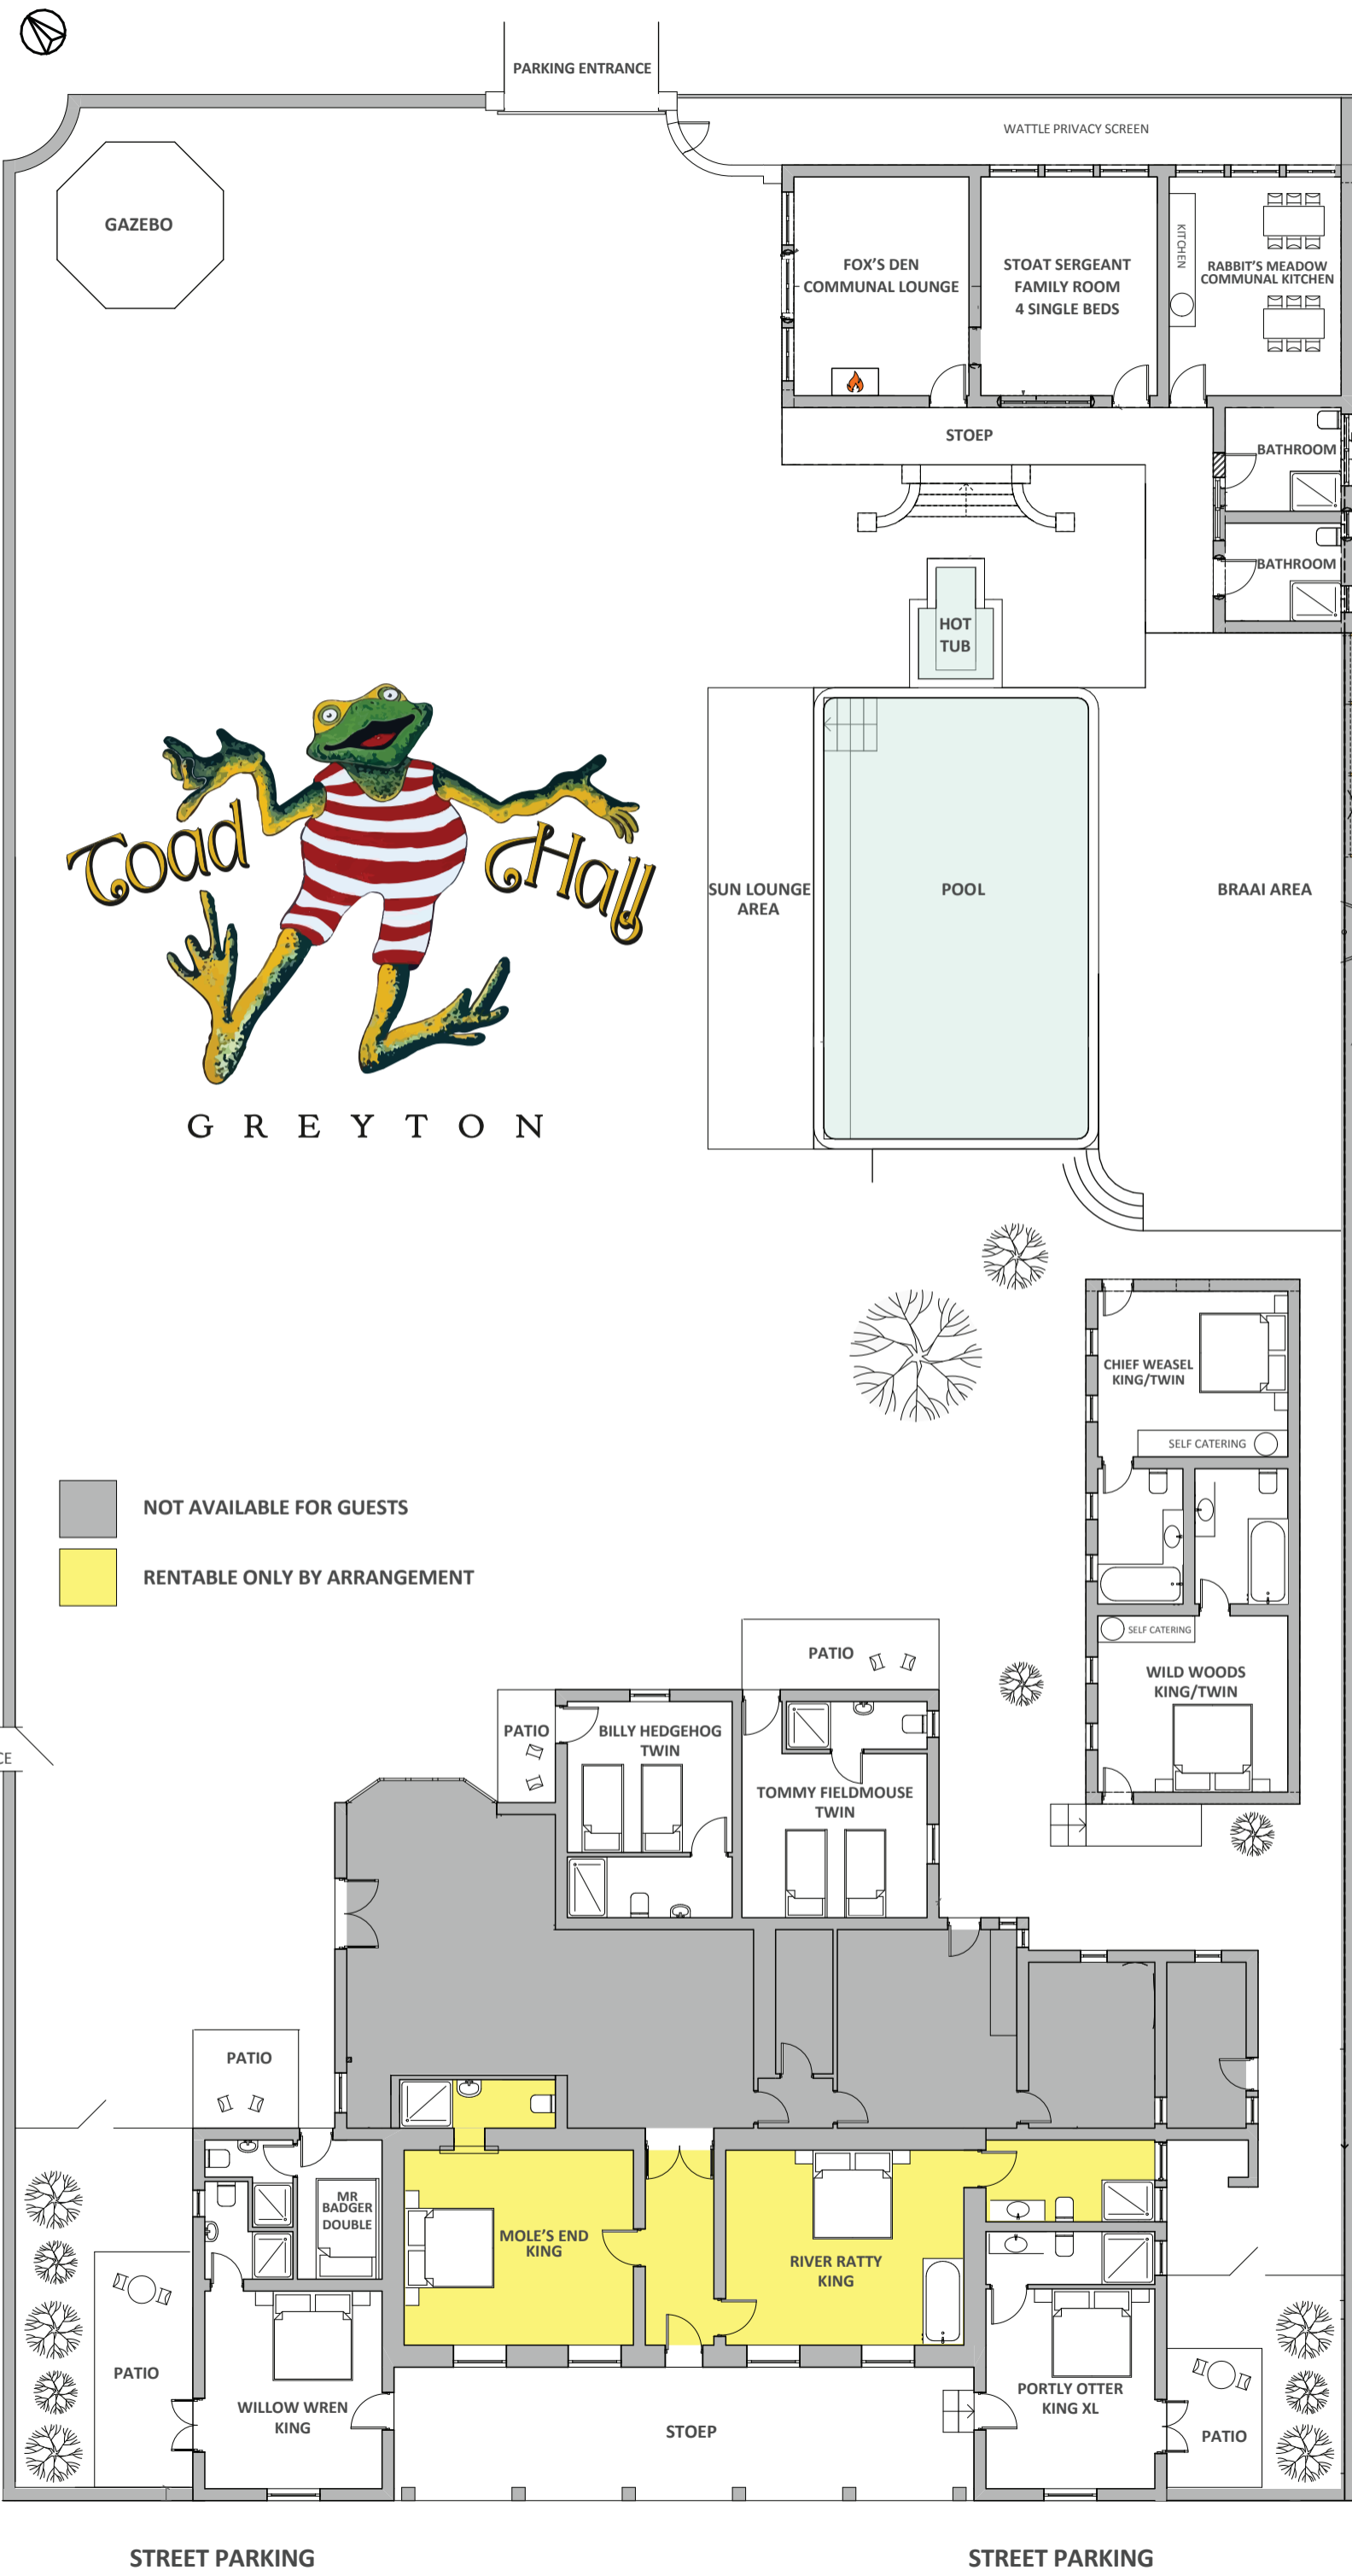 PARKING ENTRANCE
WATTLE PRIVACY SCREEN
GAZEBO
FOX'S DEN
COMMUNAL LOUNGE
STOAT SERGEANT
FAMILY ROOM
4 SINGLE BEDS
KITCHEN
RABBIT'S MEADOW
COMMUNAL KITCHEN
STOEP
BATHROOM
BATHROOM
HOT
TUB
Toad Hall
GREYTON
SUN LOUNGE
AREA
POOL
BRAAI AREA
CHIEF WEASEL
KING/TWIN
SELF CATERING
NOT AVAILABLE FOR GUESTS
RENTABLE ONLY BY ARRANGEMENT
SELF CATERING
WILD WOODS
KING/TWIN
PATIO
PATIO
BILLY HEDGEHOG
TWIN
TOMMY FIELDMOUSE
TWIN
CE
PATIO
MR
BADGER
DOUBLE
MOLE'S END
KING
RIVER RATTY
KING
PATIO
WILLOW WREN
KING
STOEP
PORTLY OTTER
KING XL
PATIO
STREET PARKING
STREET PARKING